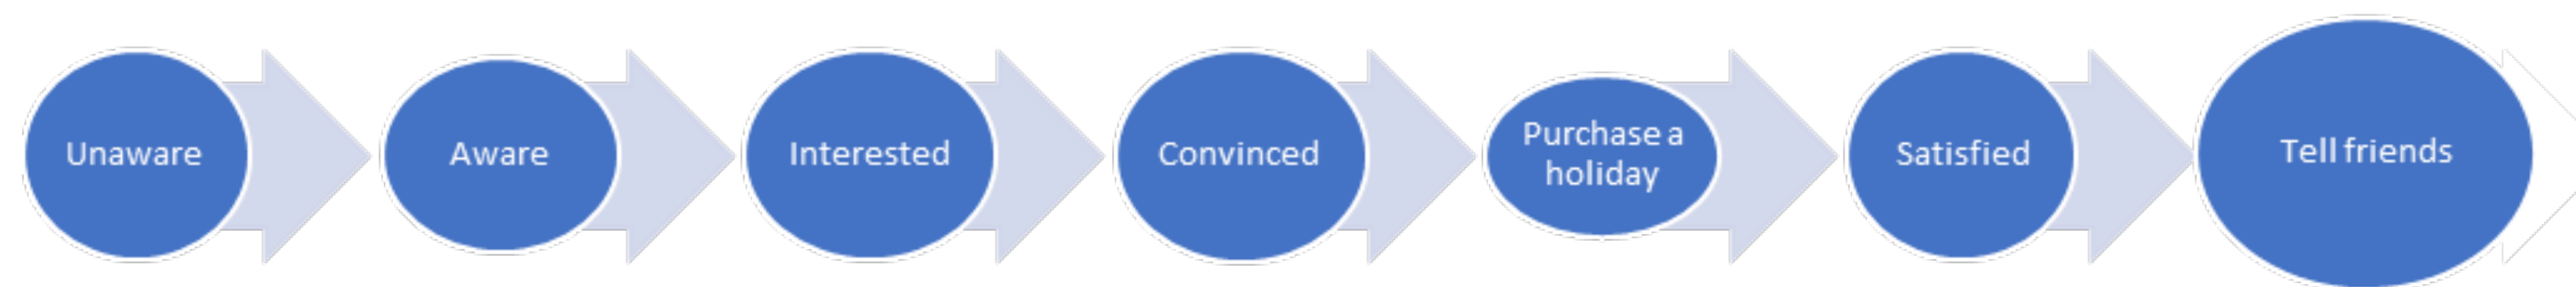 Unaware
Aware
Interested
Convinced
Purchase a
holiday
Satisfied
Tell friends